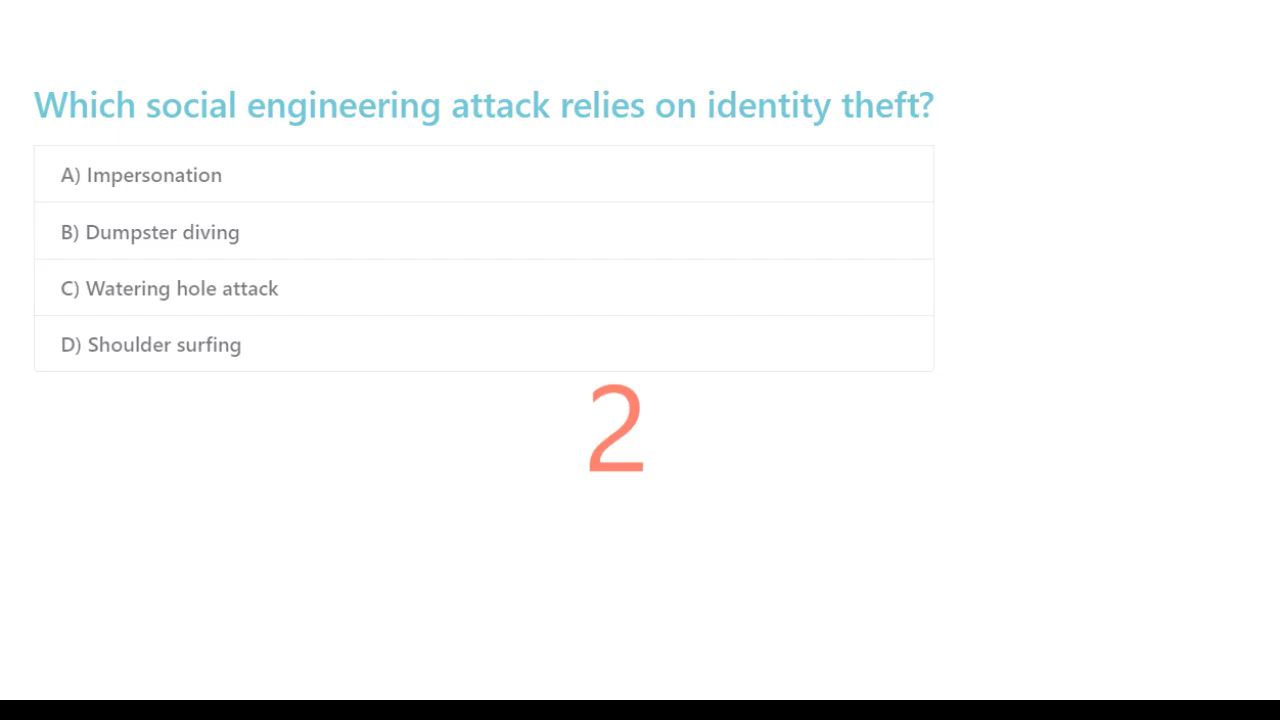 Which social engineering attack relies on identity theft?
A) Impersonation
B) Dumpster diving
C) Watering hole attack
D) Shoulder surfing
2